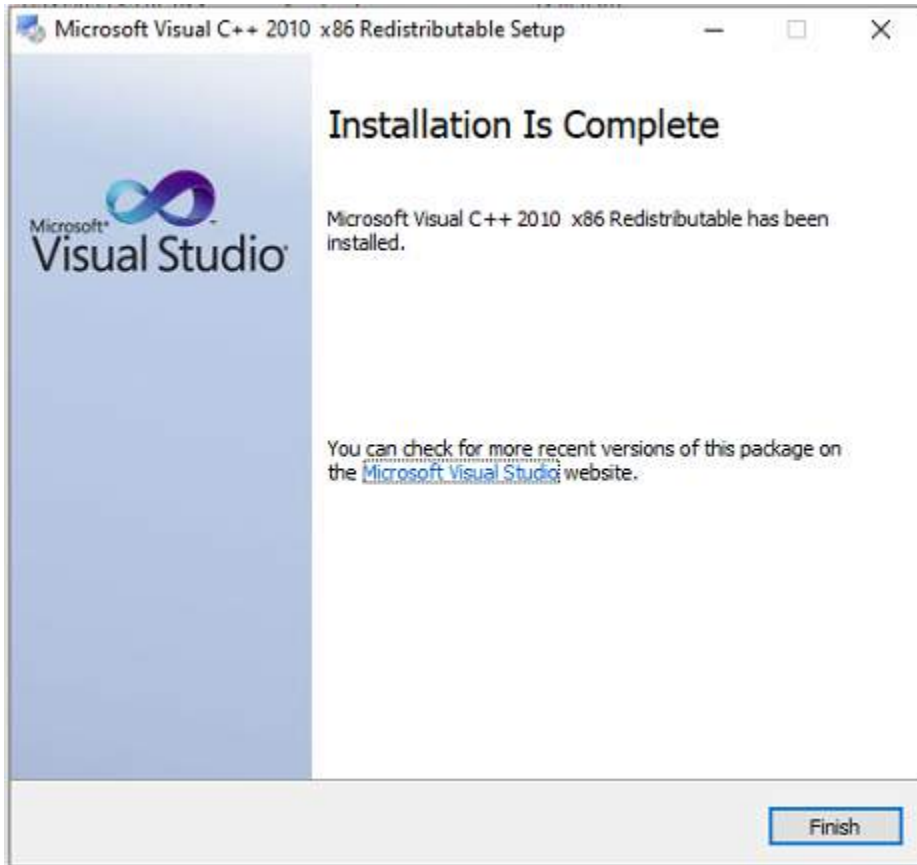 Microsoft Visual C++ 2010 x86 Redistributable Setup
Installation Is Complete
Microsoft
Visual Studio
Microsoft Visual C++ 2010 x86 Redistributable has been
installed.
You can check for more recent versions of this package on
the Microsoft Visual Studio website.
Finish